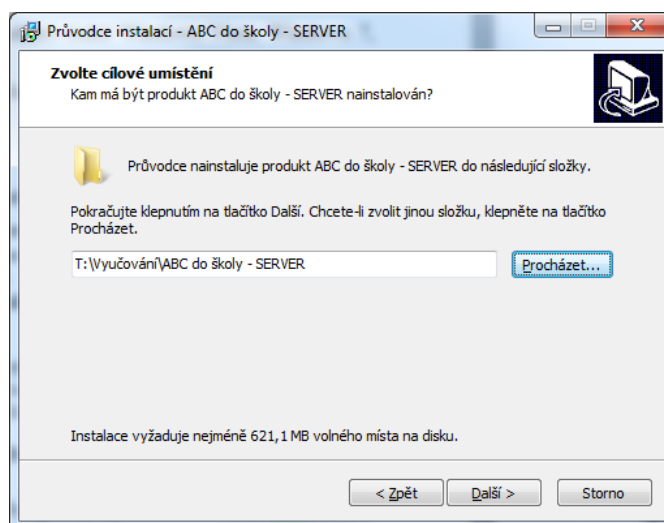 Průvodce instalací - ABC do školy - SERVER
Zvolte cílové umístění
Kam má být produkt ABC do školy - SERVER nainstalován?
Průvodce nainstaluje produkt ABC do školy - SERVER do následující složky.
Pokračujte klepnutím na tlačítko Další. Chcete-li zvolit jinou složku, klepněte na tlačítko
Procházet.
T:\Vyučování\ABC do školy - SERVER
Procházet...
Instalace vyžaduje nejméně 621,1 MB volného místa na disku.
< Zpět
Další >
Storno